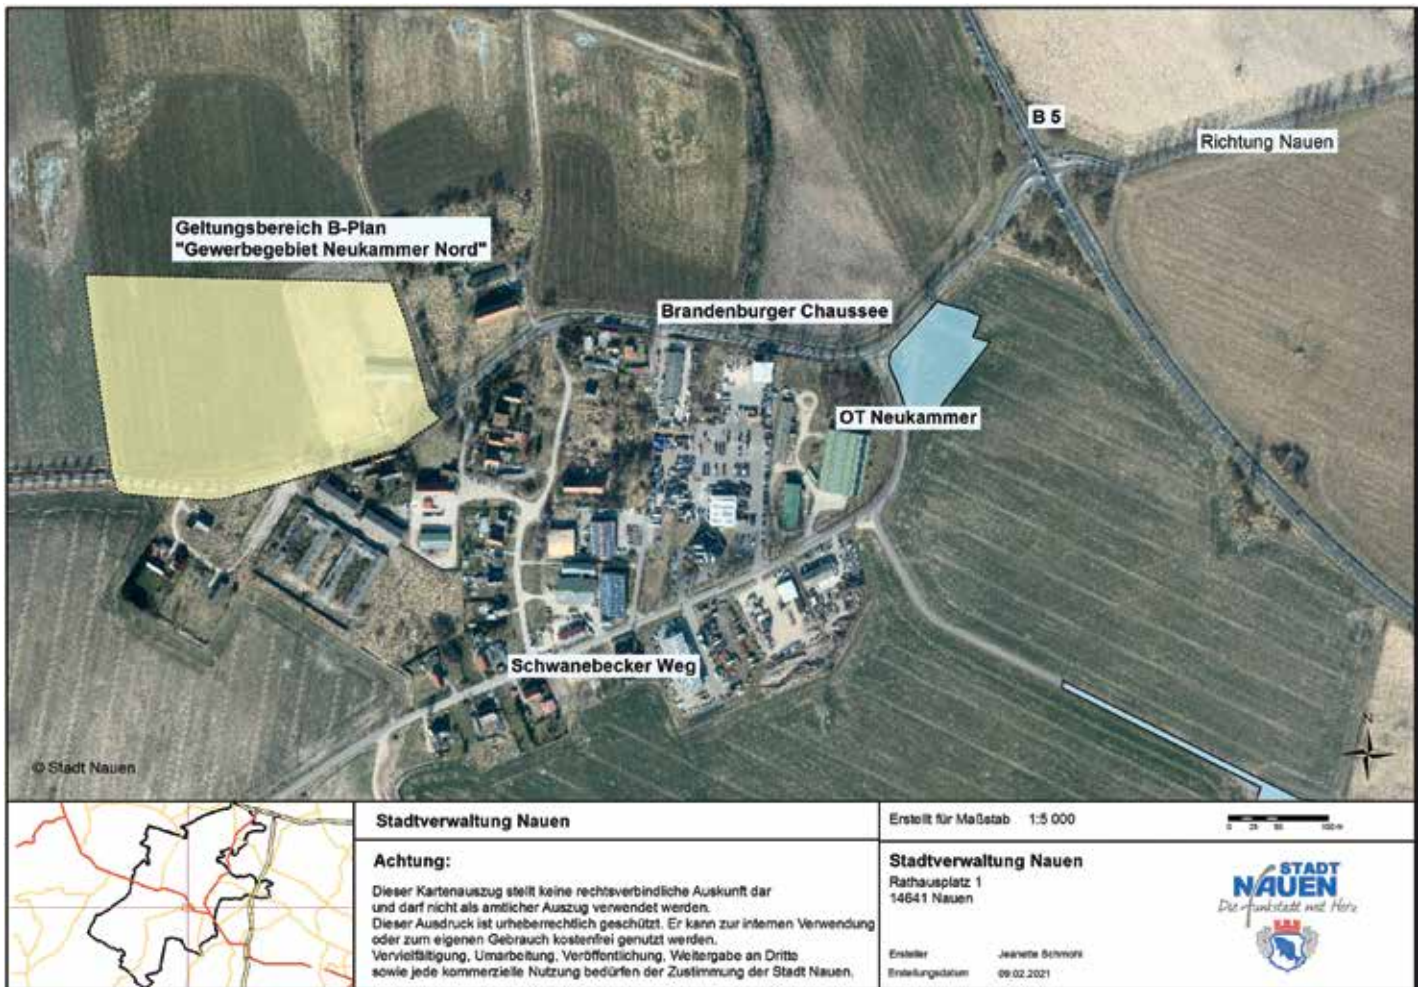 B 5
Richtung Nauen
Geltungsbereich B-Plan
"Gewerbegebiet Neukammer Nord"
Brandenburger Chaussee
OT Neukammer
Schwanebecker Weg
N
© Stadt Nauen
Stadtverwaltung Nauen
Achtung:
Dieser Kartenauszug stellt keine rechtsverbindliche Auskunft dar
und darf nicht als amtlicher Auszug verwendet werden.
Dieser Ausdruck ist urheberrechtlich geschützt. Er kann zur internen Verwendung
oder zum eigenen Gebrauch kostenfrei genutzt werden.
Vervielfältigung, Umarbeitung, Veröffentlichung, Weitergabe an Dritte
sowie jede kommerzielle Nutzung bedürfen der Zustimmung der Stadt Nauen.
Erstellt für Maßstab 1:5 000
0 25 50 100 m
Stadtverwaltung Nauen
Rathausplatz 1
14641 Nauen
Ersteller Jeanette Schmohl
Erstellungsdatum 09.02.2021
STADT
NAUEN
Die Funkstadt mit Herz